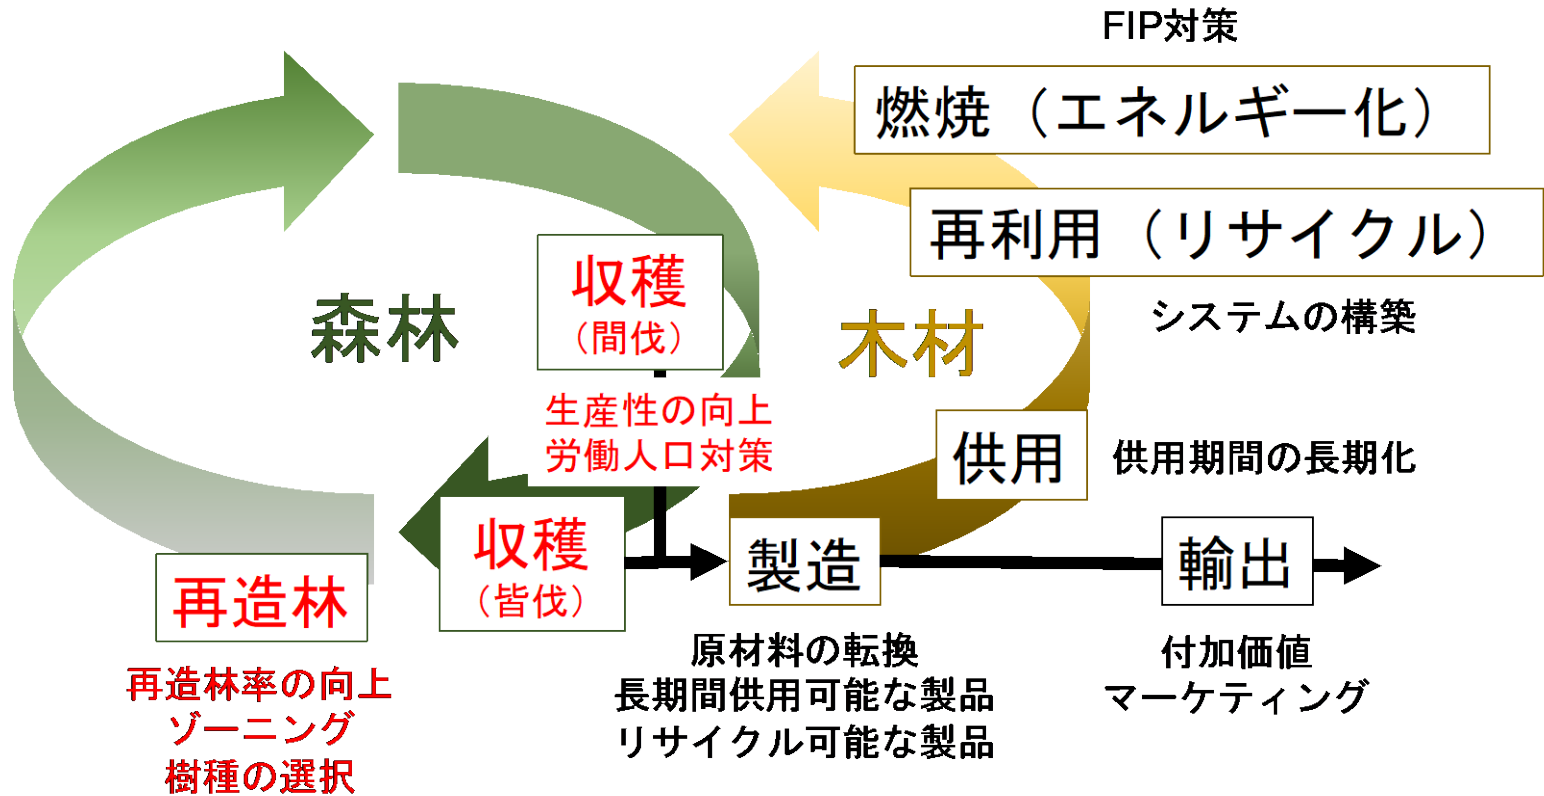 FIP対策
燃焼（エネルギー化）
再利用（リサイクル）
システムの構築
森林
木材
収穫
（間伐）
生産性の向上
労働人口対策
供用
供用期間の長期化
収穫
（皆伐）
製造
輸出
再造林
再造林率の向上
ゾーニング
樹種の選択
原材料の転換
長期間供用可能な製品
リサイクル可能な製品
付加価値
マーケティング